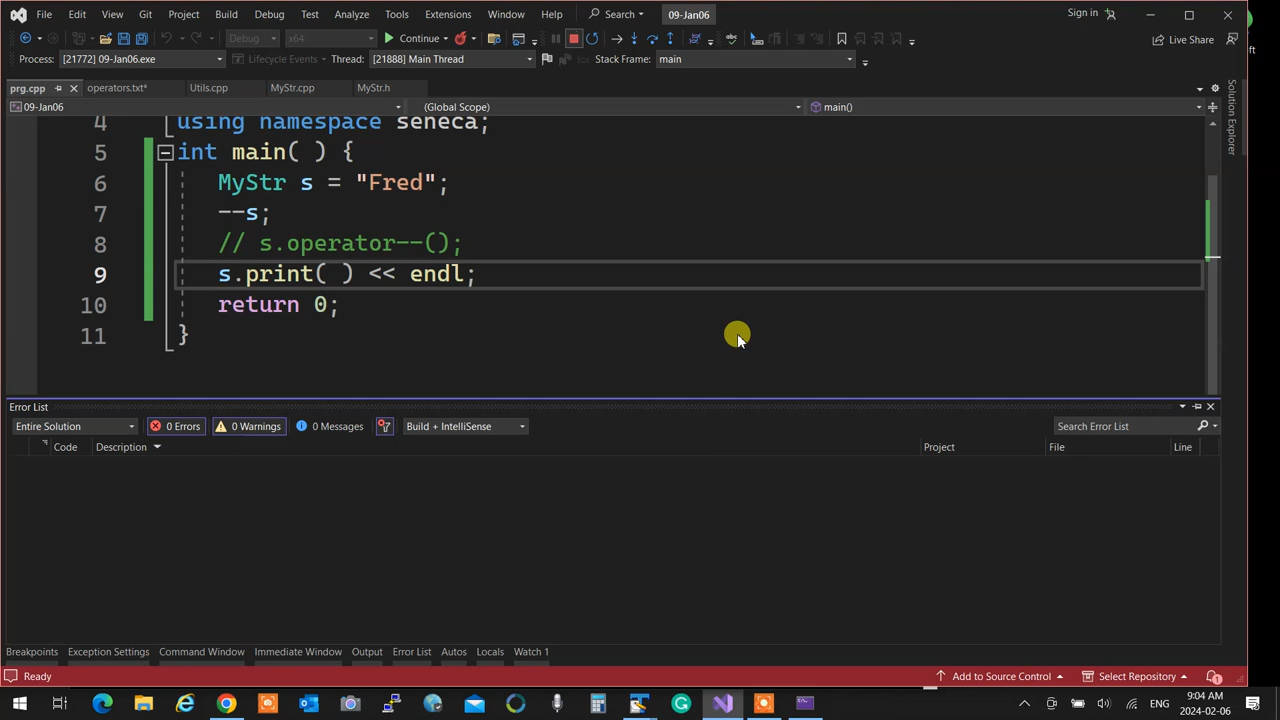 File Edit View Git Project Build Debug Test Analyze Tools Extensions Window Help Search 09-Jan06 Sign in
Debug x64 Continue Live Share
Process: [21772] 09-Jan06.exe Lifecycle Events Thread: [21888] Main Thread Stack Frame: main
prg.cpp operators.txt* Utils.cpp MyStr.cpp MyStr.h
09-Jan06 (Global Scope) main()
Solution Explorer
4 using namespace seneca;
5 int main( ) {
6 MyStr s = "Fred";
7 --s;
8 // s.operator--();
9 s.print( ) << endl;
10 return 0;
11 }
Error List
Entire Solution 0 Errors 0 Warnings 0 Messages Build + IntelliSense Search Error List
Code Description Project File Line
Breakpoints Exception Settings Command Window Immediate Window Output Error List Autos Locals Watch 1
Ready Add to Source Control Select Repository 1
ENG 9:04 AM
2024-02-06